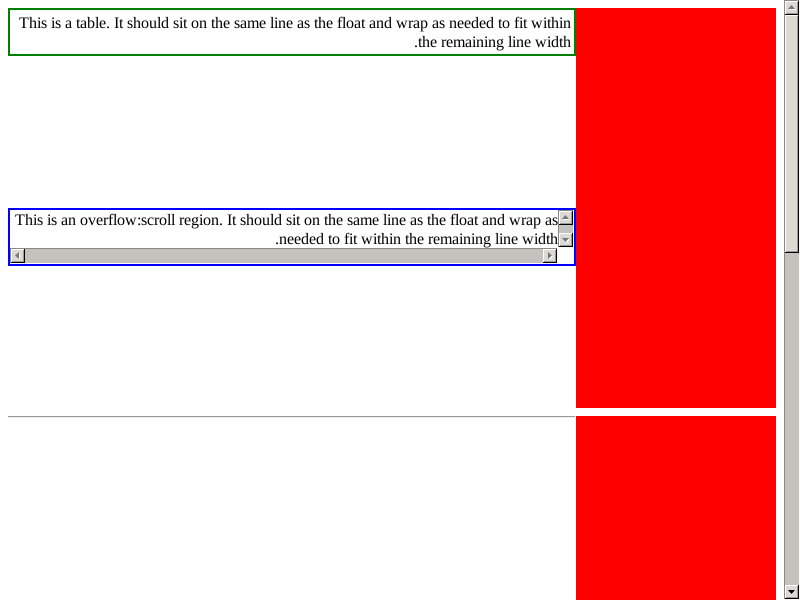 This is a table. It should sit on the same line as the float and wrap as needed to fit within
.the remaining line width
This is an overflow:scroll region. It should sit on the same line as the float and wrap as
.needed to fit within the remaining line width